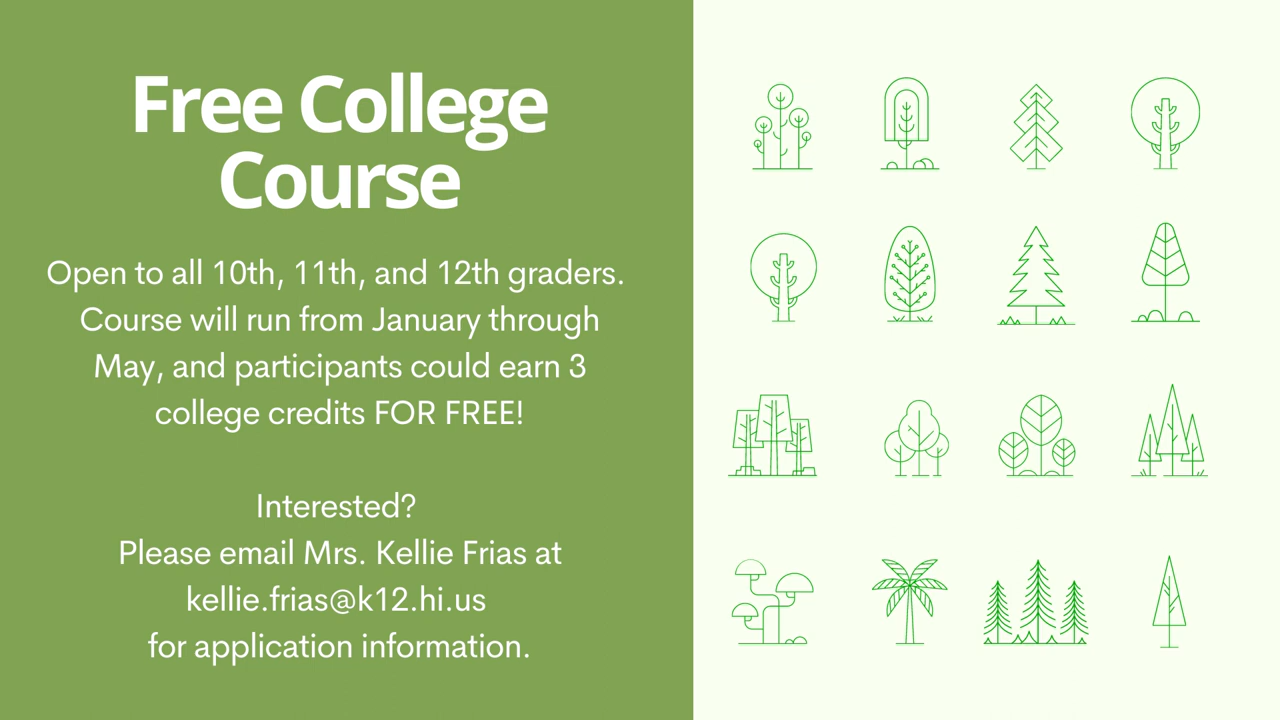 Free College
Course
Open to all 10th, 11th, and 12th graders.
Course will run from January through
May, and participants could earn 3
college credits FOR FREE!
Interested?
Please email Mrs. Kellie Frias at
kellie.frias@k12.hi.us
for application information.